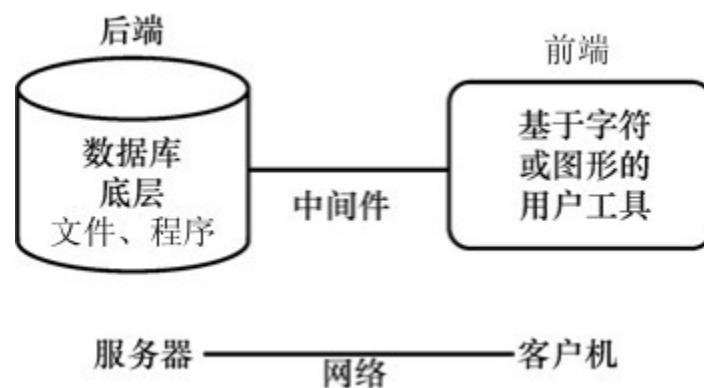 后端
前端
数据库
底层
文件、程序
中间件
基于字符
或图形的
用户工具
服务器
网络
客户机